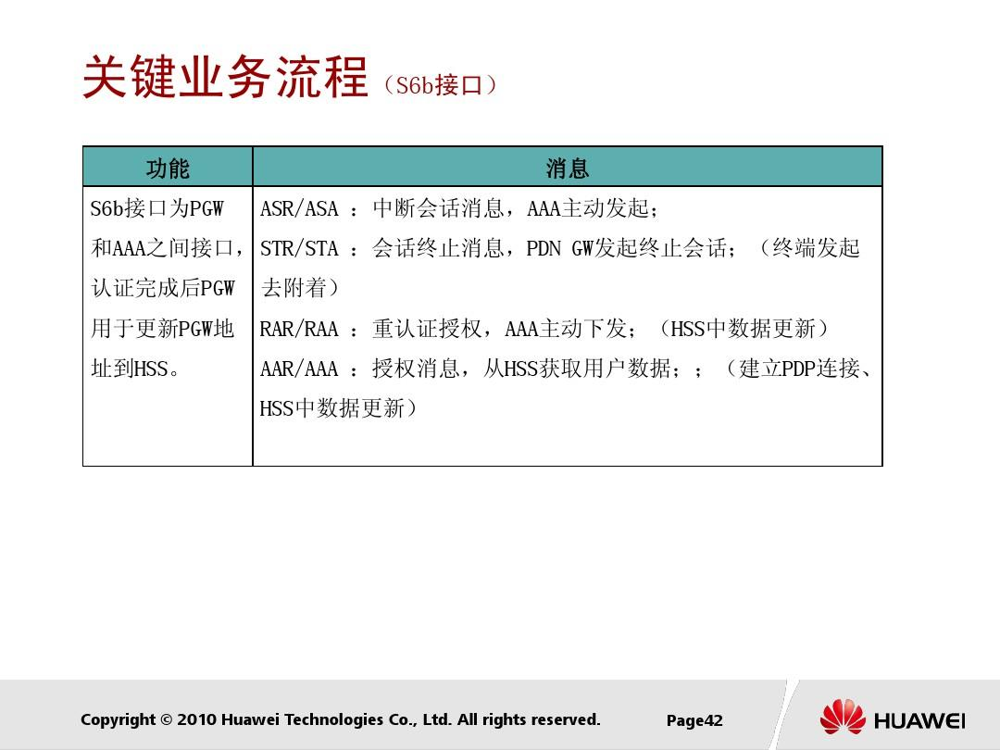 关键业务流程（S6b接口）
功能
消息
S6b接口为PGW
和AAA之间接口，
认证完成后PGW
用于更新PGW地
址到HSS。
ASR/ASA ：中断会话消息，AAA主动发起；
STR/STA ：会话终止消息，PDN GW发起终止会话；（终端发起
去附着）
RAR/RAA ：重认证授权，AAA主动下发；（HSS中数据更新）
AAR/AAA ：授权消息，从HSS获取用户数据；；（建立PDP连接、
HSS中数据更新）
Copyright © 2010 Huawei Technologies Co., Ltd. All rights reserved.
Page42
HUAWEI